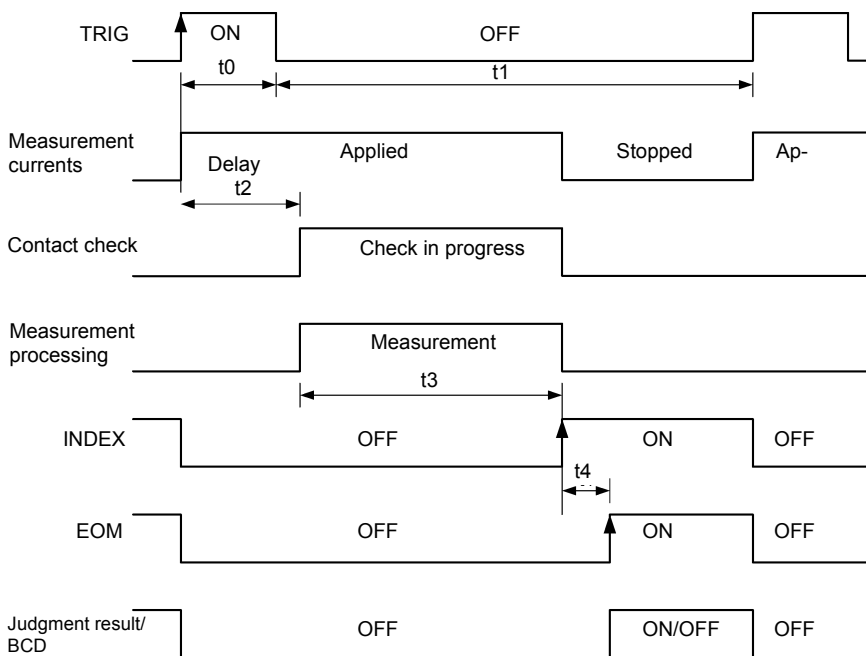 TRIG
ON
OFF
t0
t1
Measurement
currents
Applied
Stopped
Ap-
Delay
t2
Contact check
Check in progress
Measurement
processing
Measurement
t3
INDEX
OFF
ON
OFF
t4
EOM
OFF
ON
OFF
Judgment result/
BCD
OFF
ON/OFF
OFF